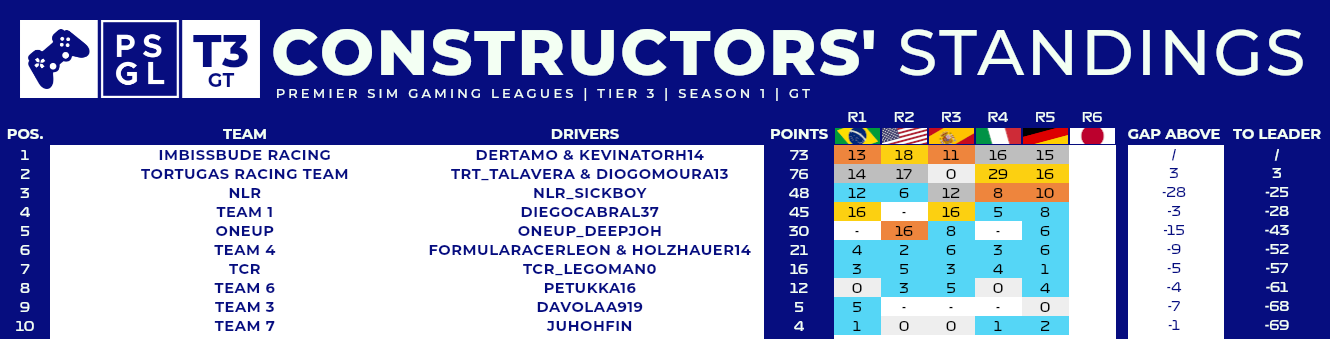 PS
GL
T3
GT
CONSTRUCTORS' STANDINGS
PREMIER SIM GAMING LEAGUES | TIER 3 | SEASON 1 | GT
R1 R2 R3 R4 R5 R6
POS. TEAM DRIVERS POINTS GAP ABOVE TO LEADER
1 IMBISSBUDE RACING DERTAMO & KEVINATORH14 73 13 18 11 16 15 / /
2 TORTUGAS RACING TEAM TRT_TALAVERA & DIOGOMOURA13 76 14 17 0 29 16 3 3
3 NLR NLR_SICKBOY 48 12 6 12 8 10 -28 -25
4 TEAM 1 DIEGOCABRAL37 45 16 - 16 5 8 -3 -28
5 ONEUP ONEUP_DEEPJOH 30 - 16 8 - 6 -15 -43
6 TEAM 4 FORMULARACERLEON & HOLZHAUER14 21 4 2 6 3 6 -9 -52
7 TCR TCR_LEGOMAN0 16 3 5 3 4 1 -5 -57
8 TEAM 6 PETUKKA16 12 0 3 5 0 4 -4 -61
9 TEAM 3 DAVOLAA919 5 5 - - - 0 -7 -68
10 TEAM 7 JUHOHFIN 4 1 0 0 1 2 -1 -69